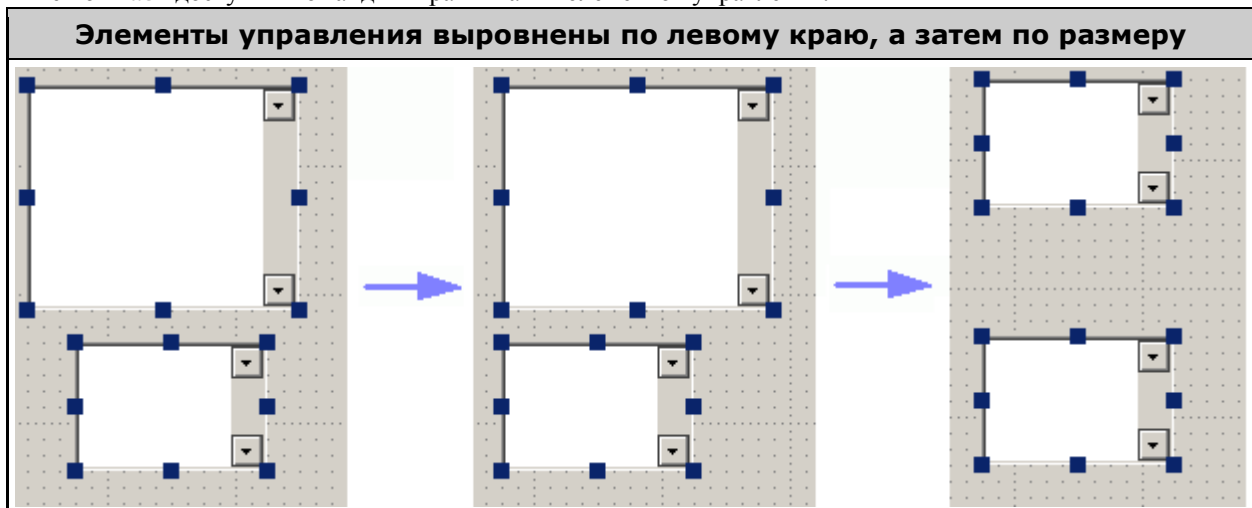 Элементы управления выровнены по левому краю, а затем по размеру